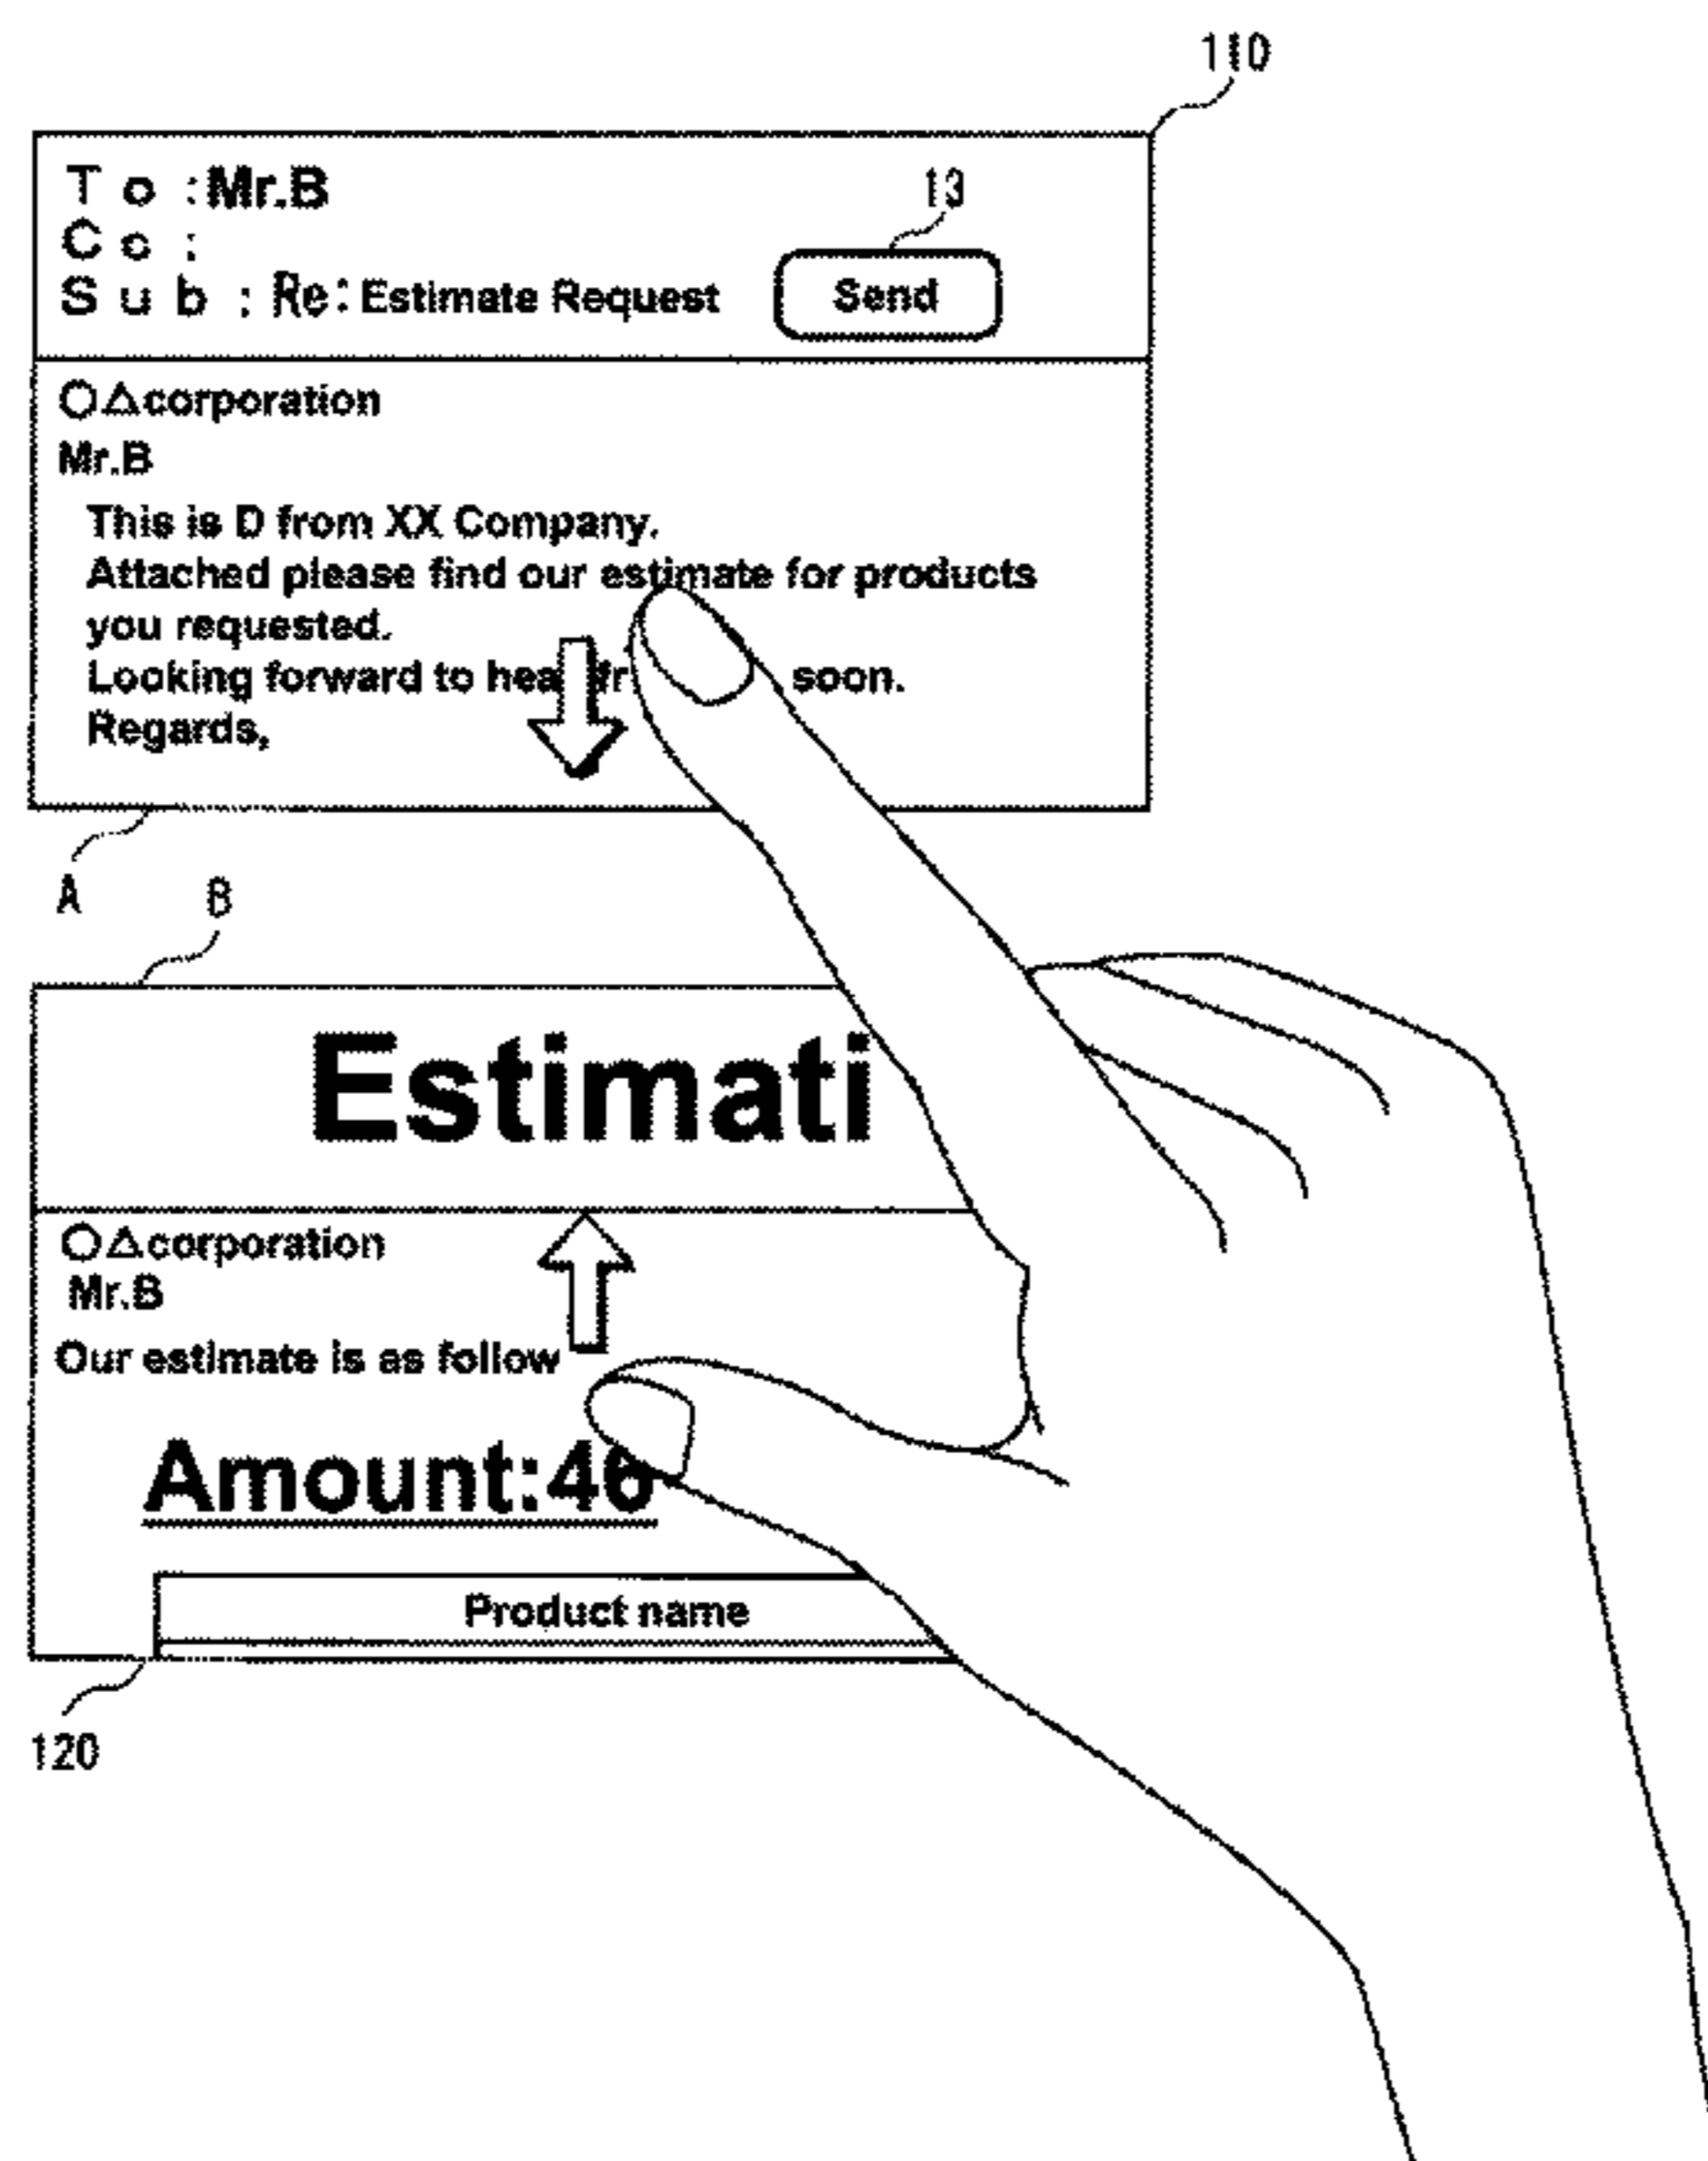 110
To:Mr.B
13
Cc:
Sub:Re:Estimate Request
Send
○△corporation
Mr.B
This is D from XX Company.
Attached please find our estimate for products
you requested.
Looking forward to hea fr soon.
Regards,
A
B
Estimati
○△corporation
Mr.B
Our estimate is as follow
Amount:46
Product name
120